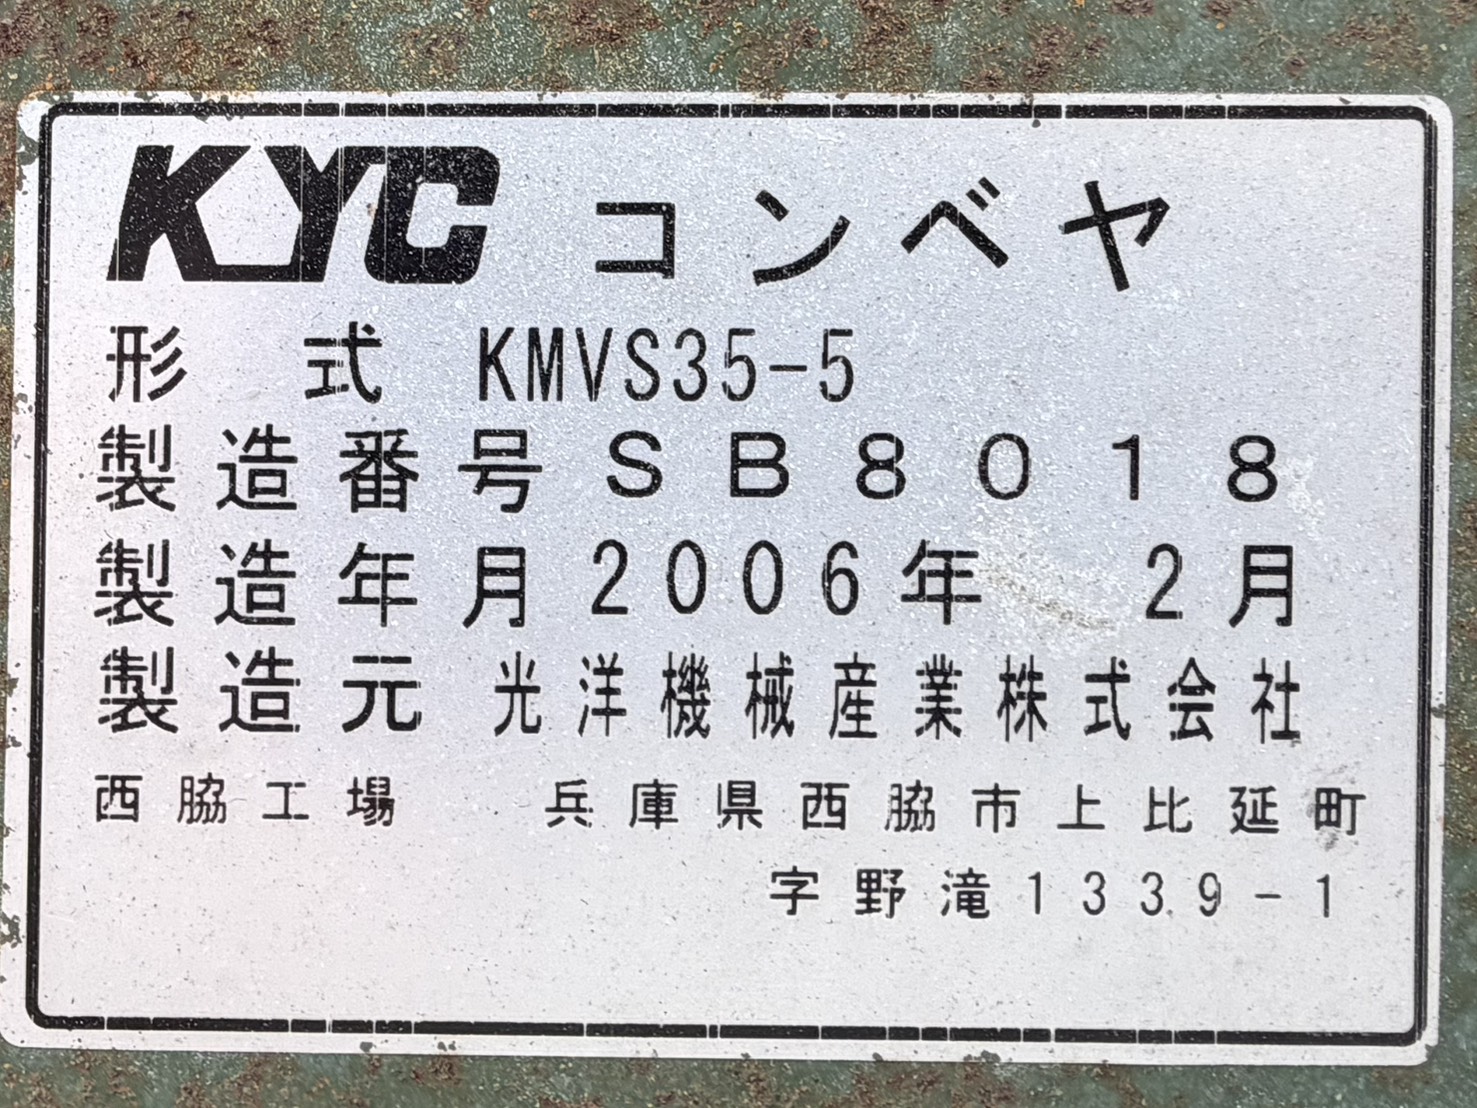 KYC コンベヤ
形 式 KMVS35-5
製造番号 SB8018
製造年月 2006年 2月
製造元 光洋機械産業株式会社
西脇工場 兵庫県西脇市上比延町
字野滝1339-1